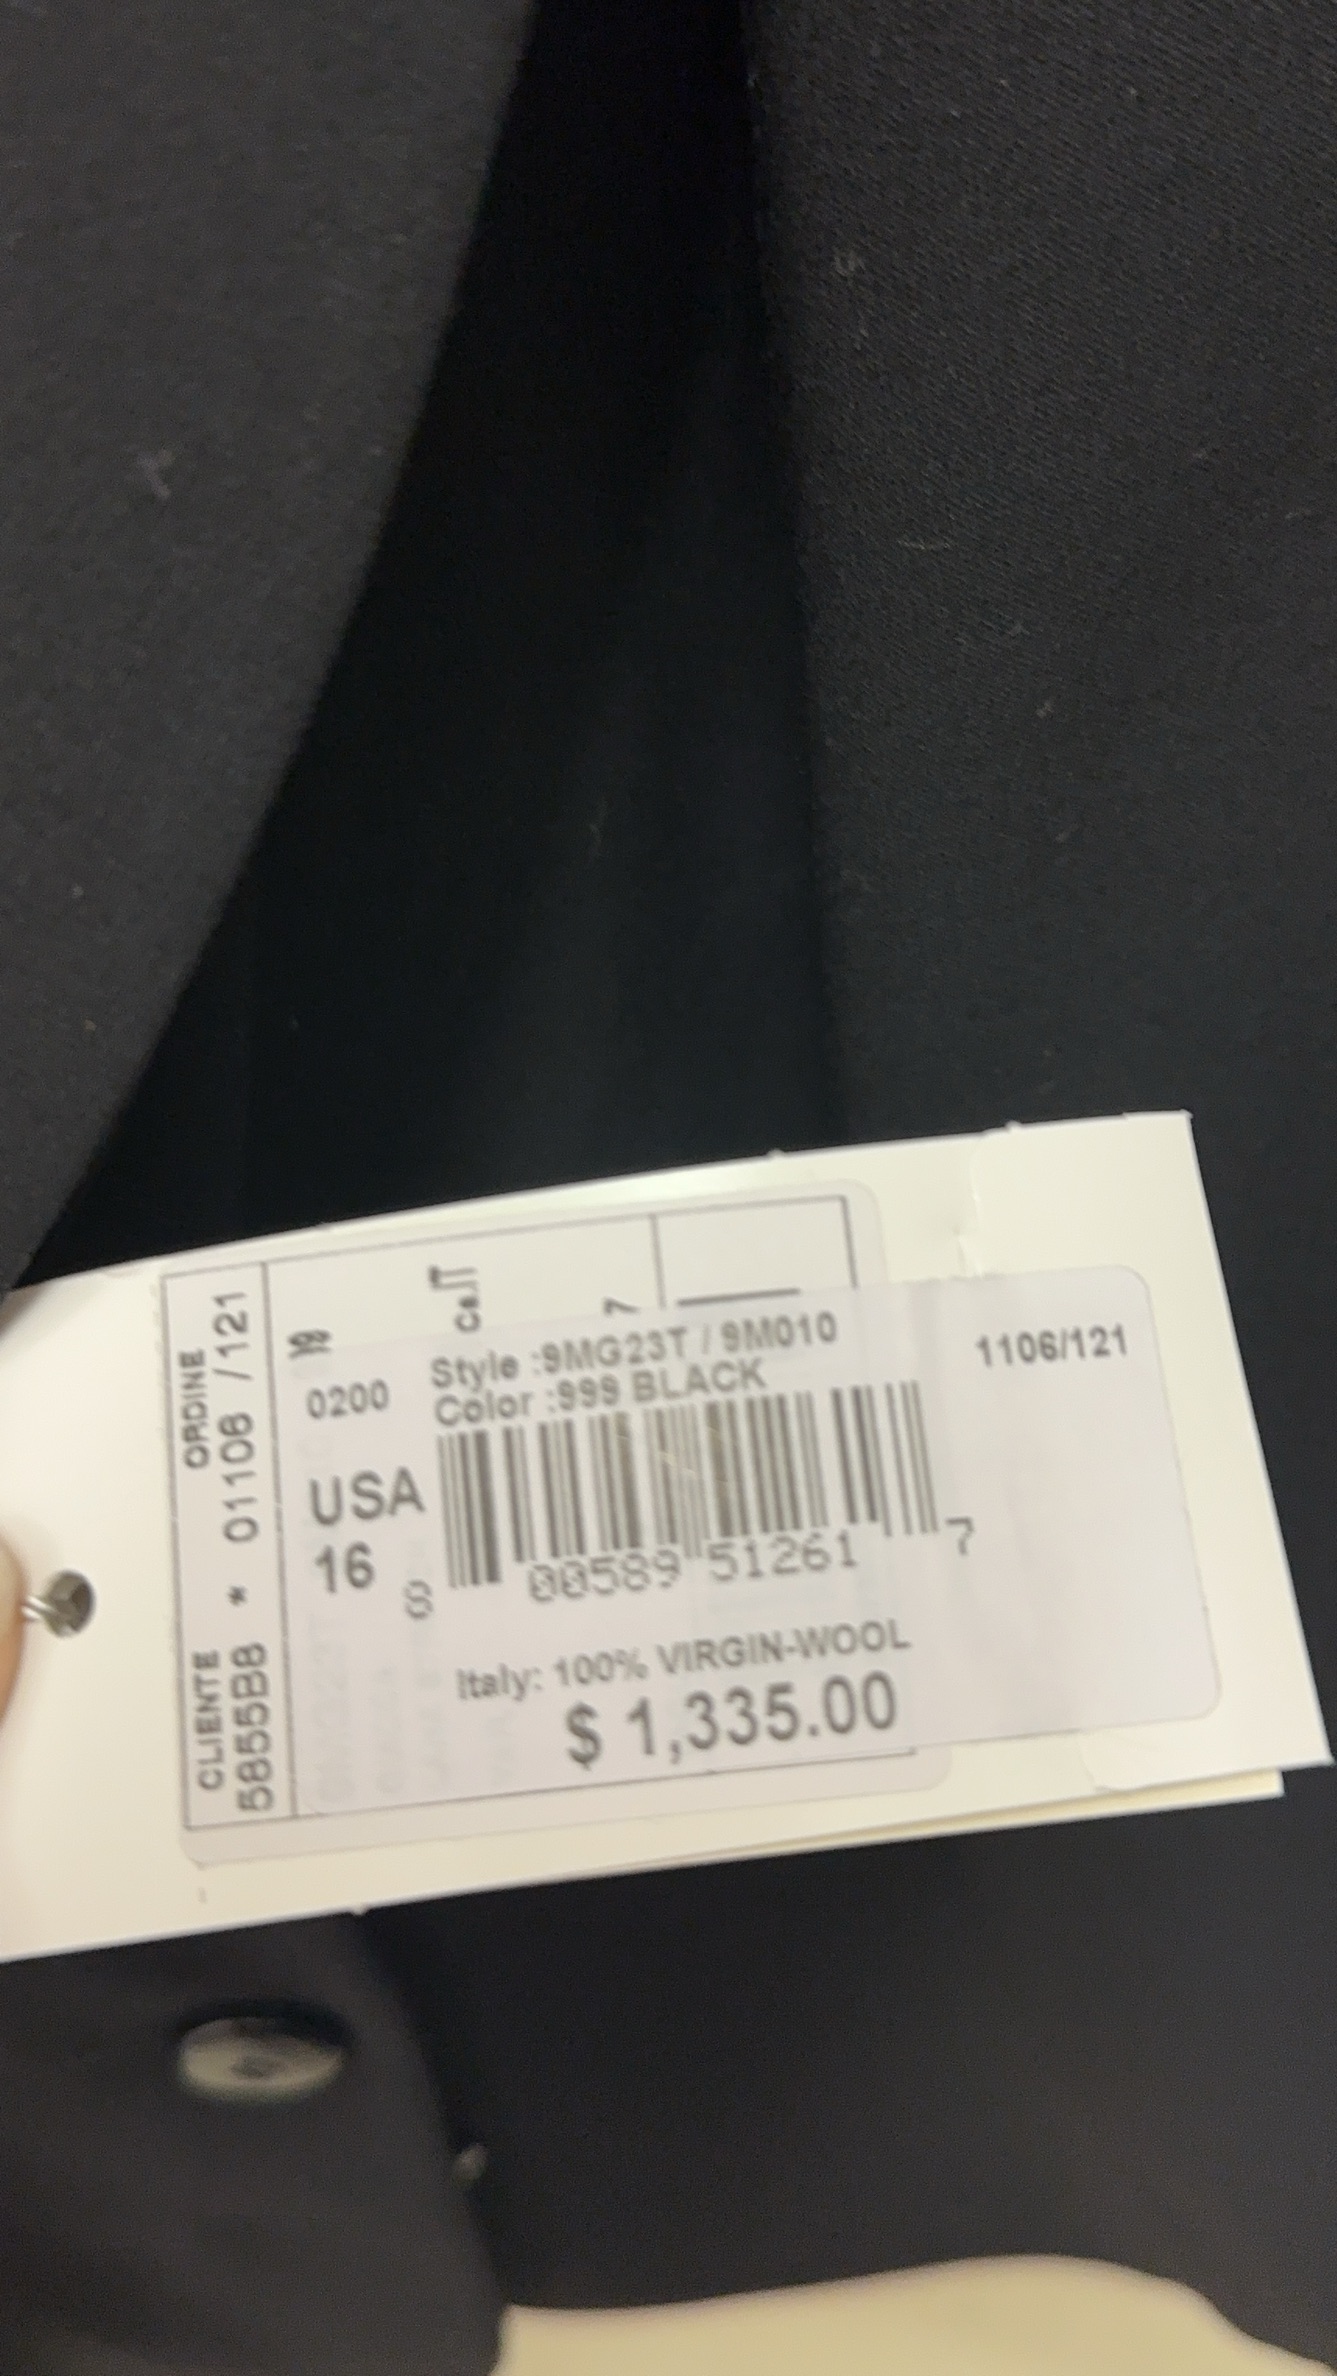 ORDINE
01106 /121
*
CLIENTE
5855B8
0200
USA
16
Style :9MG23T / 9M010
Color :999 BLACK
1106/121
00589 51261 7
Italy: 100% VIRGIN-WOOL
$ 1,335.00